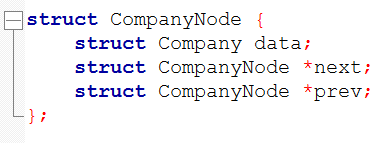 struct CompanyNode {
    struct Company data;
    struct CompanyNode *next;
    struct CompanyNode *prev;
};